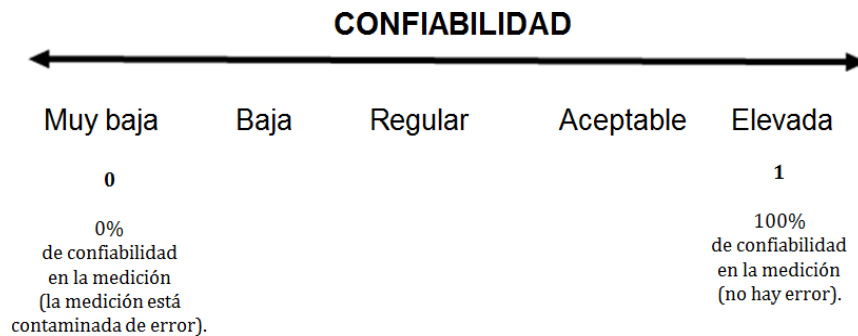 CONFIABILIDAD
Muy baja Baja Regular Aceptable Elevada
0
0%
de confiabilidad
en la medición
(la medición está
contaminada de error).
1
100%
de confiabilidad
en la medición
(no hay error).